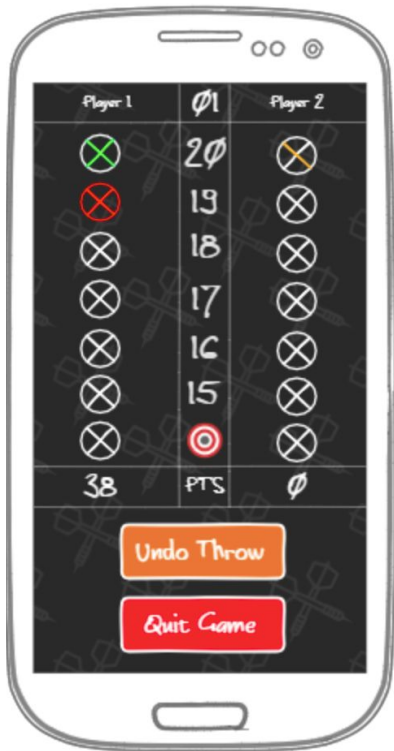 Player 1 Ø1 Player 2
2Ø
19
18
17
16
15
38 PTS Ø
Undo Throw
Quit Game